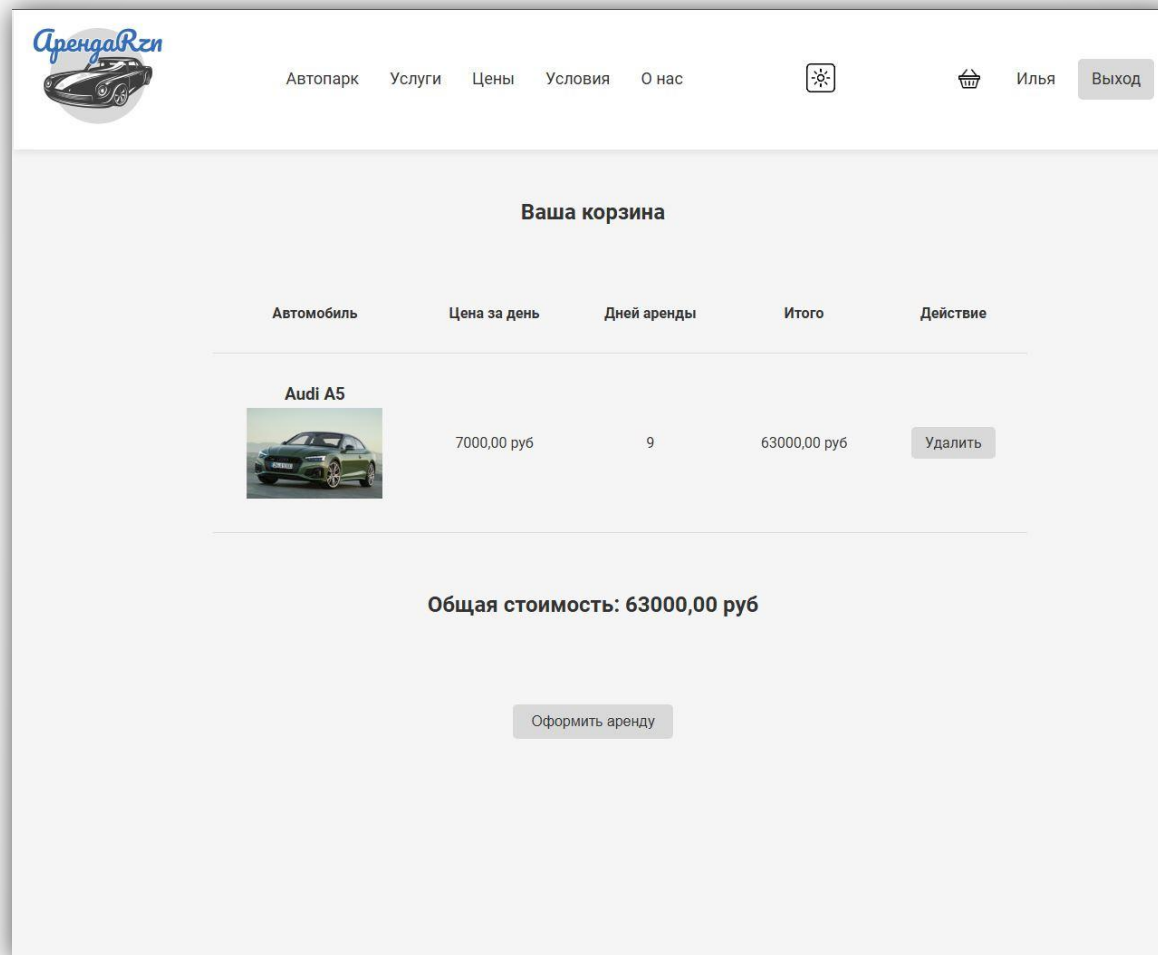 АрендаRzn
Автопарк Услуги Цены Условия О нас Илья Выход
Ваша корзина
Автомобиль Цена за день Дней аренды Итого Действие
Audi A5
7000,00 руб 9 63000,00 руб Удалить
Общая стоимость: 63000,00 руб
Оформить аренду